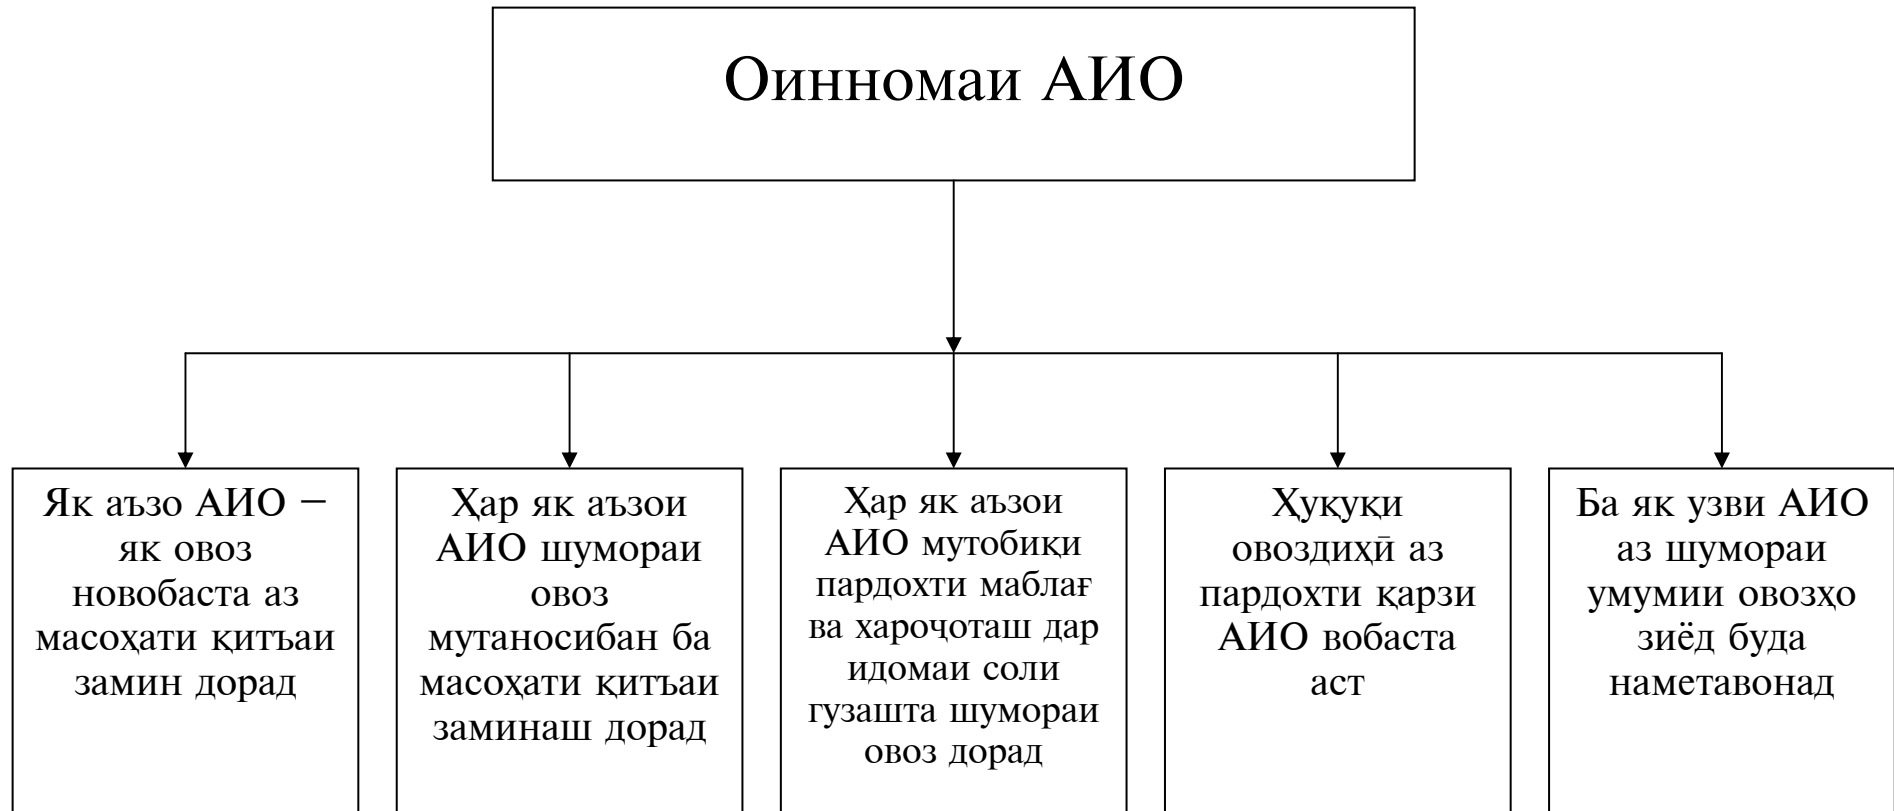 Оинномаи АИО
Як аъзо АИО –
як овоз
новобаста аз
масоҳати қитъаи
замин дорад
Ҳар як аъзои
АИО шумораи
овоз
мутаносибан ба
масоҳати қитъаи
заминаш дорад
Ҳар як аъзои
АИО мутобиқи
пардохти маблағ
ва хароҷоташ дар
идомаи соли
гузашта шумораи
овоз дорад
Ҳуқуқи
овоздиҳӣ аз
пардохти қарзи
АИО вобаста
аст
Ба як узви АИО
аз шумораи
умумии овозҳо
зиёд буда
наметавонад